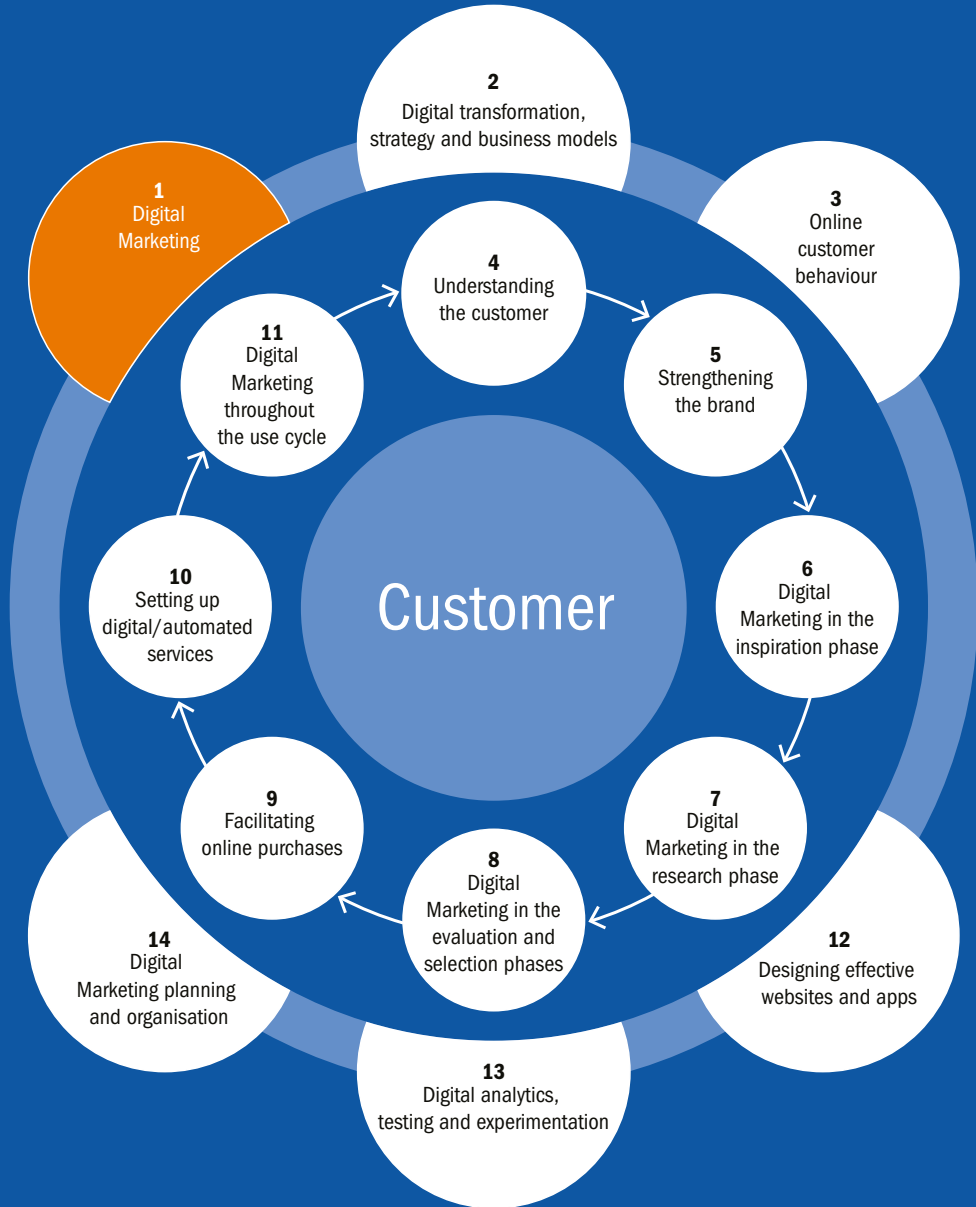 1
Digital
Marketing
2
Digital transformation,
strategy and business models
3
Online
customer
behaviour
4
Understanding
the customer
5
Strengthening
the brand
6
Digital
Marketing in the
inspiration phase
7
Digital
Marketing in the
research phase
8
Digital
Marketing in the
evaluation and
selection phases
9
Facilitating
online purchases
10
Setting up
digital/automated
services
11
Digital
Marketing
throughout
the use cycle
Customer
12
Designing effective
websites and apps
13
Digital analytics,
testing and experimentation
14
Digital
Marketing planning
and organisation